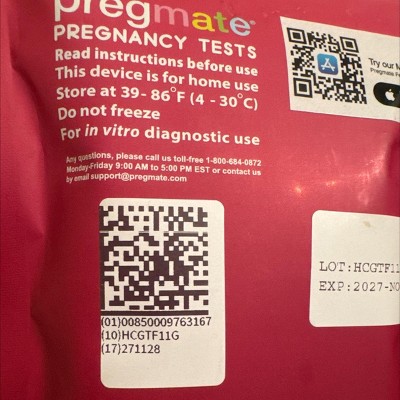 pregmate®
PREGNANCY TESTS
Read instructions before use
This device is for home use
Store at 39- 86°F (4 - 30°C)
Do not freeze
For in vitro diagnostic use
Any questions, please call us toll-free 1-800-684-0872
Monday-Friday 9:00 AM to 5:00 PM EST or contact us
by email support@pregmate.com
Try our M
Pregmate Fe
(01)00850009763167
(10)HCGTF11G
(17)271128
LOT:HCGTF11
EXP:2027-NO